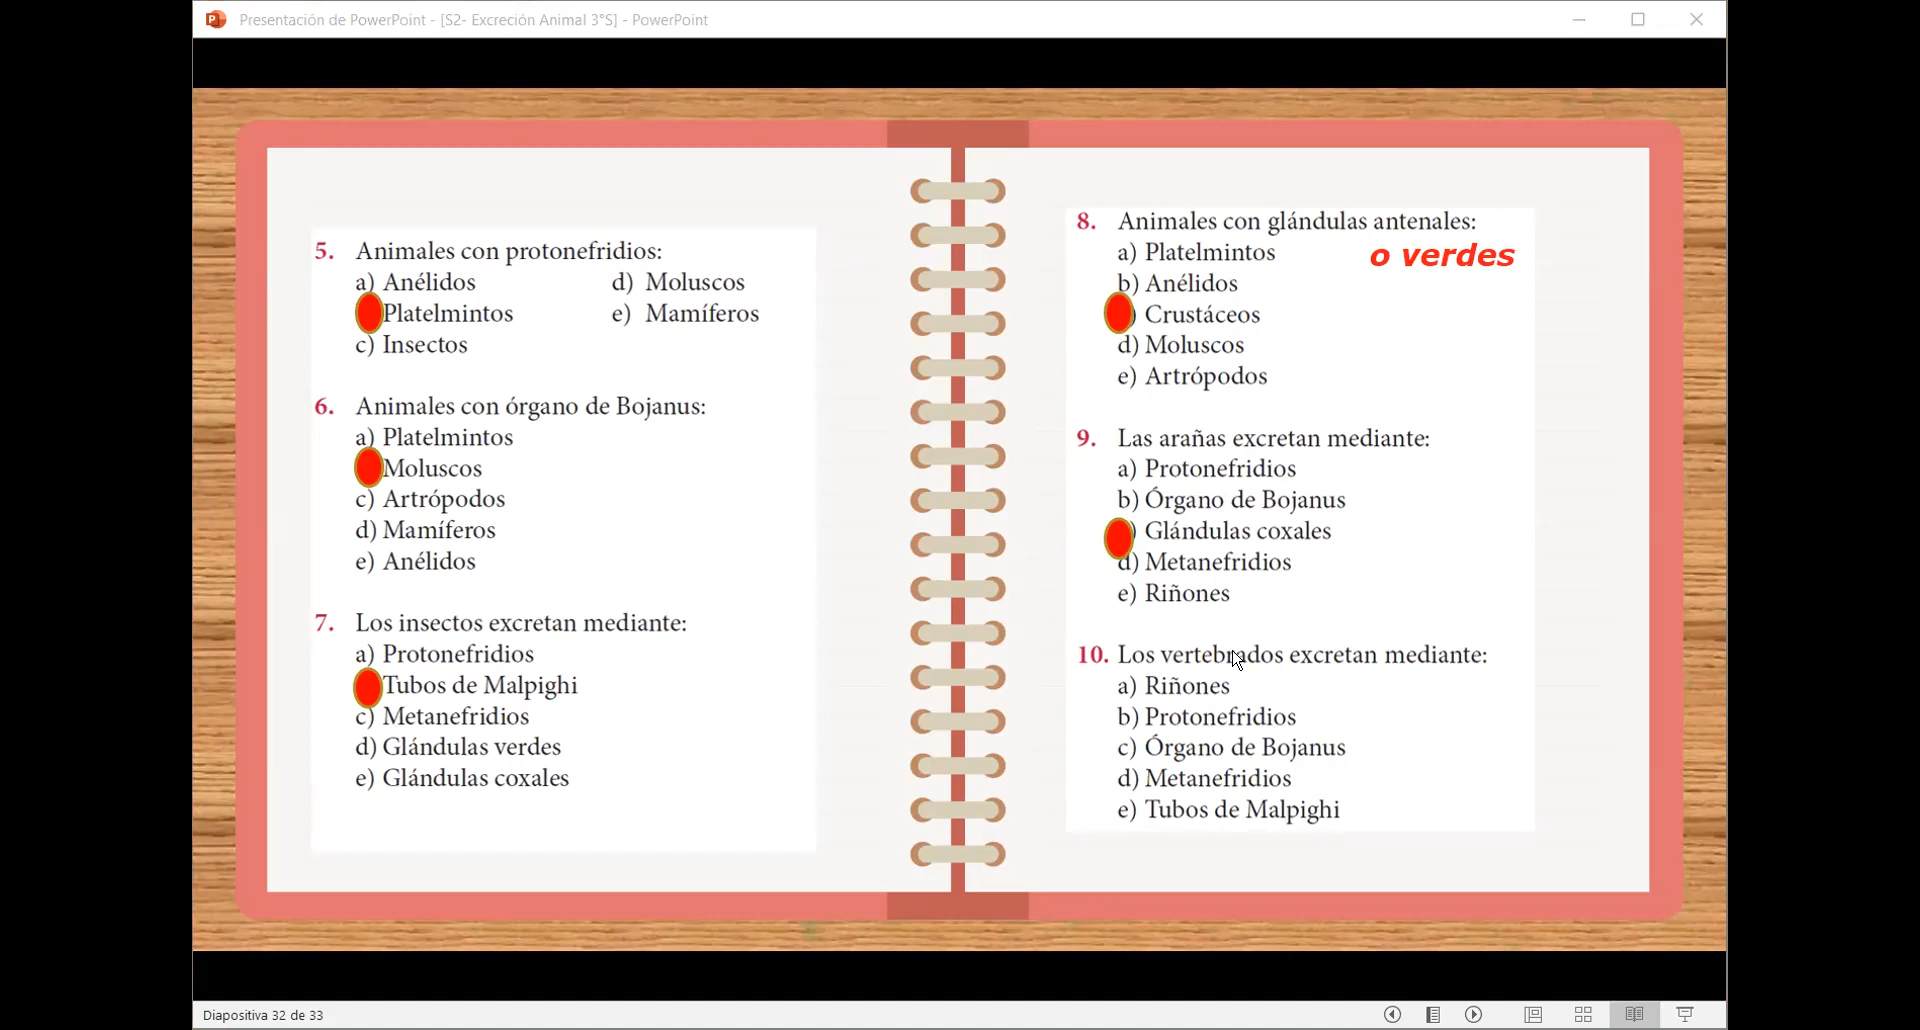 Presentación de PowerPoint - [S2- Excreción Animal 3°S] - PowerPoint
5. Animales con protonefridios:
a) Anélidos d) Moluscos
Platelmintos e) Mamíferos
c) Insectos
6. Animales con órgano de Bojanus:
a) Platelmintos
Moluscos
c) Artrópodos
d) Mamíferos
e) Anélidos
7. Los insectos excretan mediante:
a) Protonefridios
Tubos de Malpighi
c) Metanefridios
d) Glándulas verdes
e) Glándulas coxales
8. Animales con glándulas antenales:
a) Platelmintos o verdes
b) Anélidos
) Crustáceos
d) Moluscos
e) Artrópodos
9. Las arañas excretan mediante:
a) Protonefridios
b) Órgano de Bojanus
) Glándulas coxales
d) Metanefridios
e) Riñones
10. Los vertebrados excretan mediante:
a) Riñones
b) Protonefridios
c) Órgano de Bojanus
d) Metanefridios
e) Tubos de Malpighi
Diapositiva 32 de 33